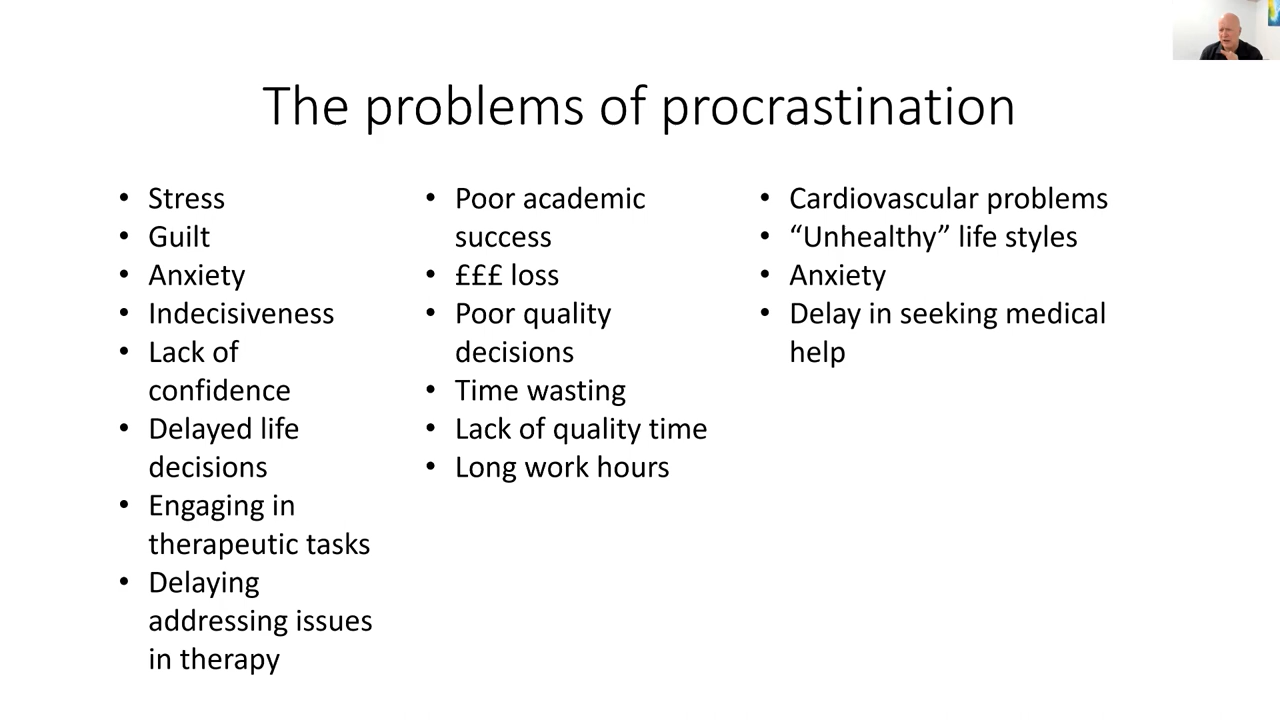 The problems of procrastination
• Stress
• Guilt
• Anxiety
• Indecisiveness
• Lack of
confidence
• Delayed life
decisions
• Engaging in
therapeutic tasks
• Delaying
addressing issues
in therapy
• Poor academic
success
• £££ loss
• Poor quality
decisions
• Time wasting
• Lack of quality time
• Long work hours
• Cardiovascular problems
• “Unhealthy” life styles
• Anxiety
• Delay in seeking medical
help